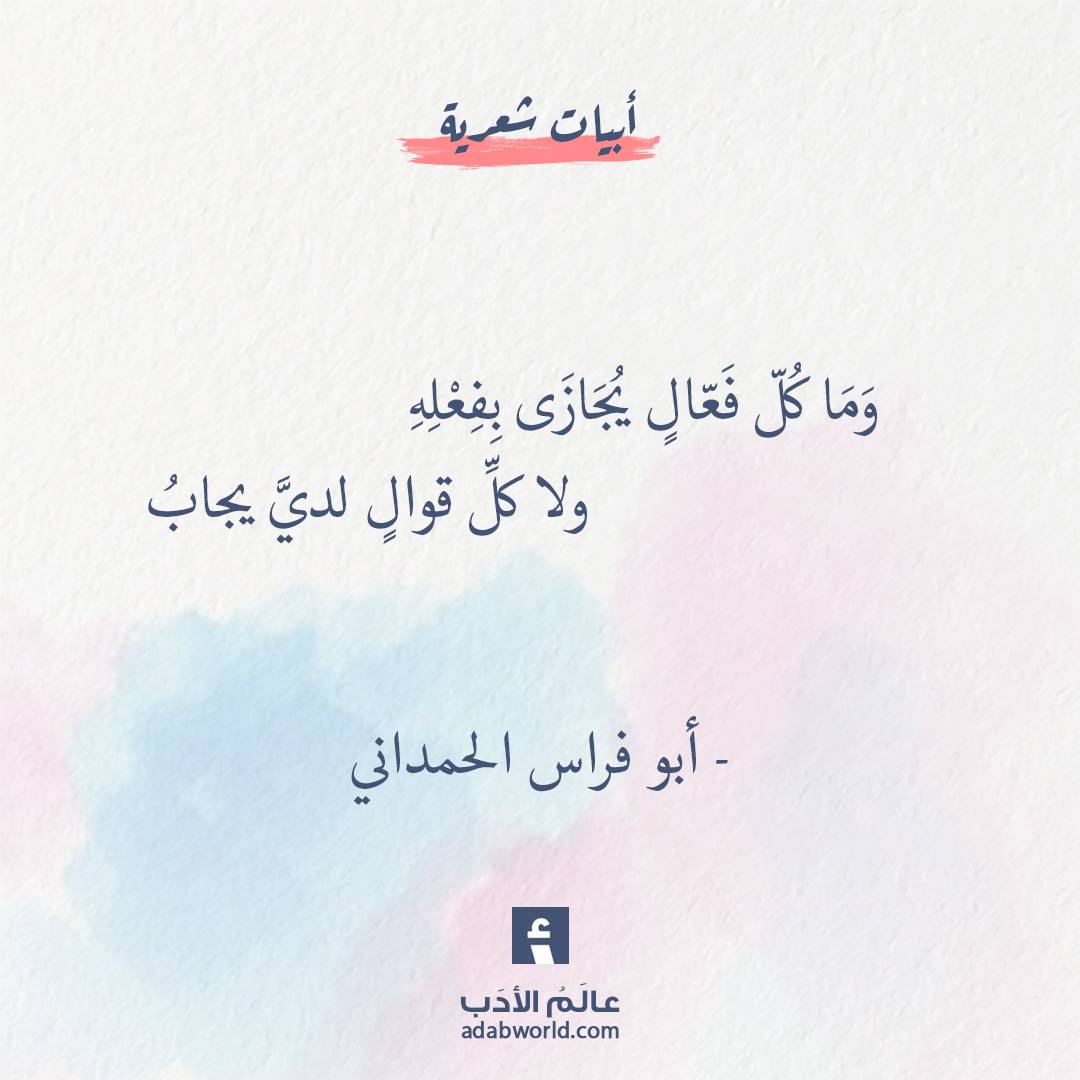 أبيات شعرية
وَمَا كُلّ فَعّالٍ يُجَازَى بِفِعْلِهِ
ولا كلِّ قوالٍ لديَّ يجابُ
- أبو فراس الحمداني
أ
عالَمُ الأدَب
adabworld.com